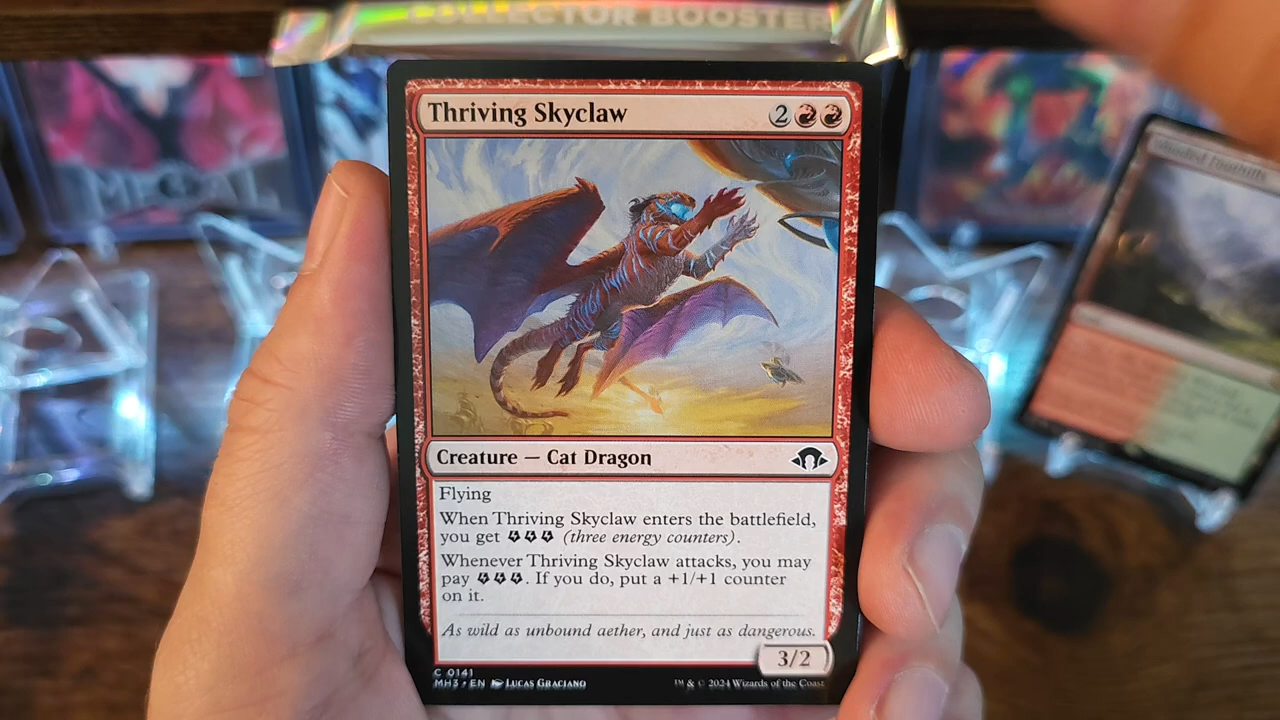 COLLECTOR BOOSTER
METAL
Thriving Skyclaw
2
Creature — Cat Dragon
Flying
When Thriving Skyclaw enters the battlefield,
you get (three energy counters).
Whenever Thriving Skyclaw attacks, you may
pay . If you do, put a +1/+1 counter
on it.
As wild as unbound aether, and just as dangerous.
3/2
C 0141
MH3 • EN Lucas Graciano
™ & © 2024 Wizards of the Coast